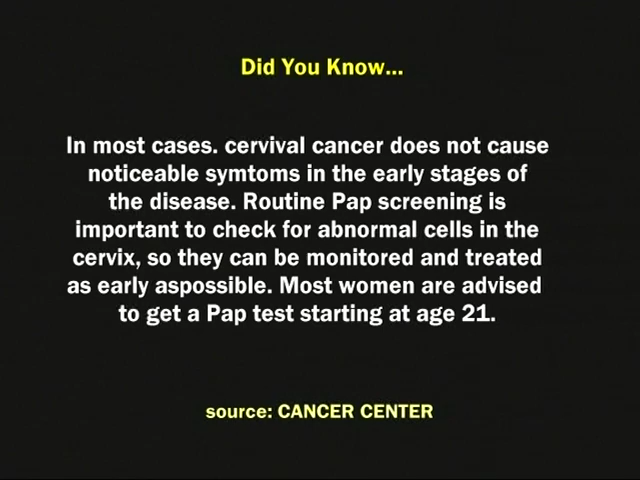 Did You Know...
In most cases. cervival cancer does not cause
noticeable symtoms in the early stages of
the disease. Routine Pap screening is
important to check for abnormal cells in the
cervix, so they can be monitored and treated
as early aspossible. Most women are advised
to get a Pap test starting at age 21.
source: CANCER CENTER